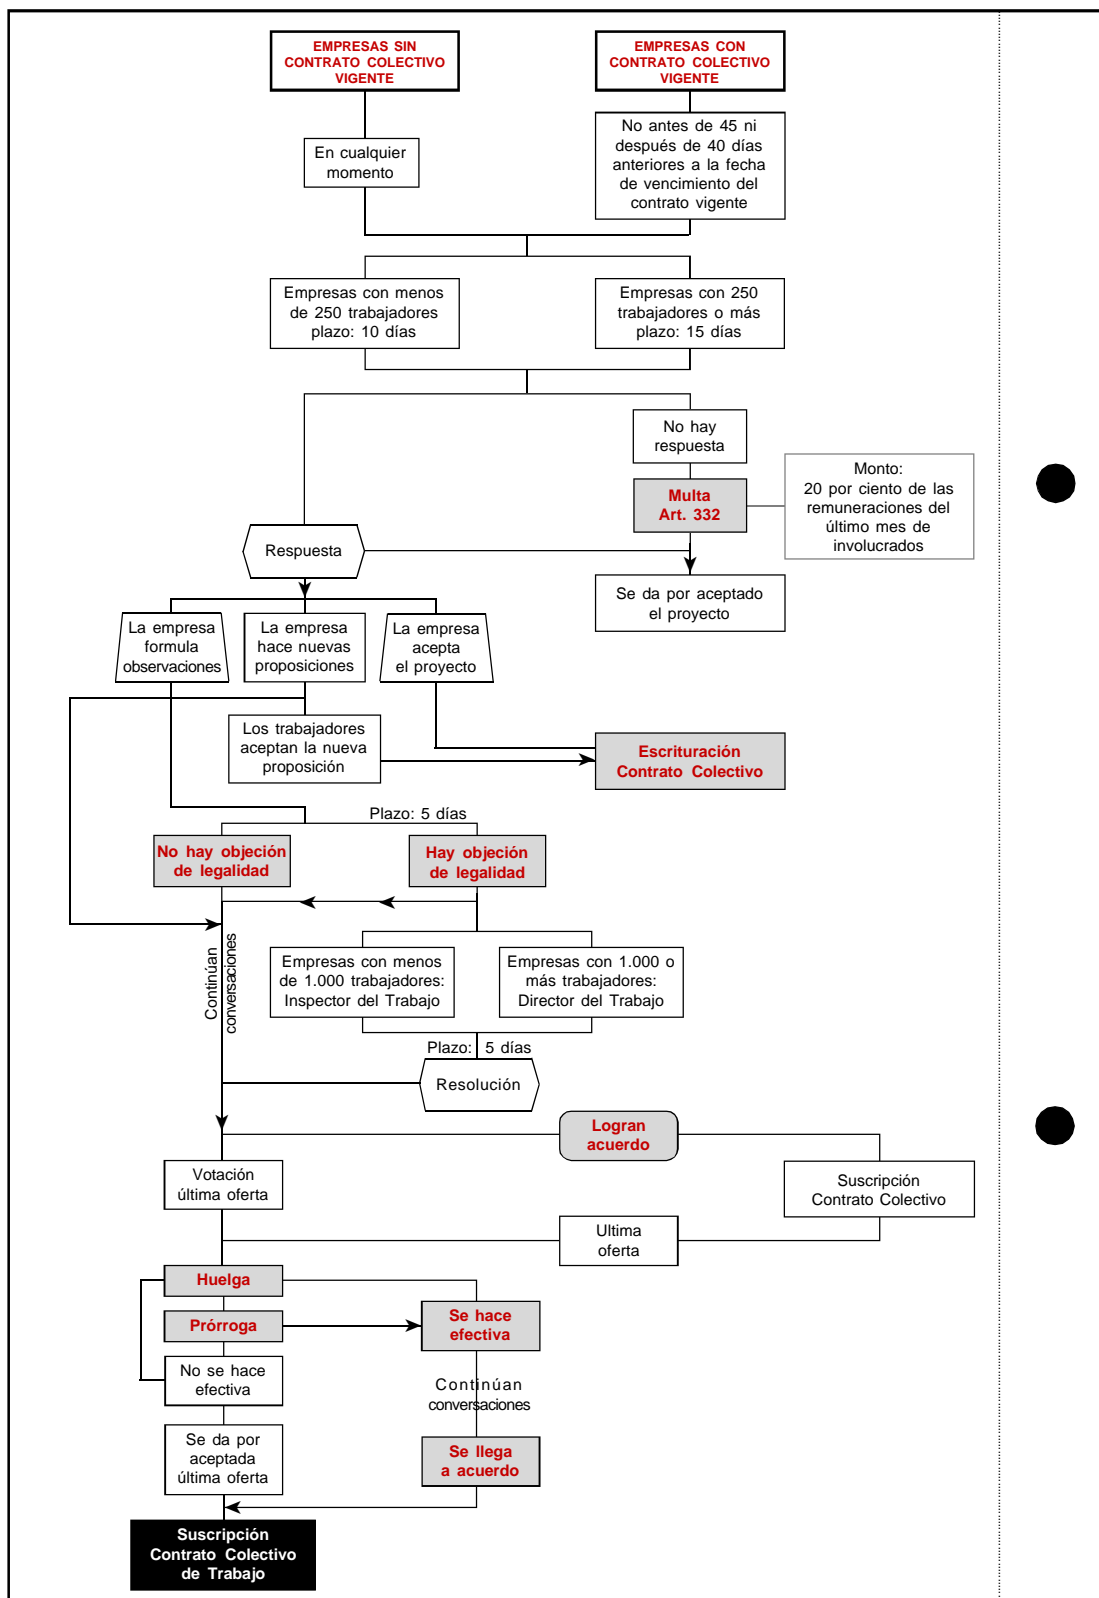 EMPRESAS SIN
CONTRATO COLECTIVO
VIGENTE
EMPRESAS CON
CONTRATO COLECTIVO
VIGENTE
En cualquier
momento
No antes de 45 ni
después de 40 días
anteriores a la fecha
de vencimiento del
contrato vigente
Empresas con menos
de 250 trabajadores
plazo: 10 días
Empresas con 250
trabajadores o más
plazo: 15 días
No hay
respuesta
Multa
Art. 332
Monto:
20 por ciento de las
remuneraciones del
último mes de
involucrados
Respuesta
Se da por aceptado
el proyecto
La empresa
formula
observaciones
La empresa
hace nuevas
proposiciones
La empresa
acepta
el proyecto
Los trabajadores
aceptan la nueva
proposición
Escrituración
Contrato Colectivo
Plazo: 5 días
No hay objeción
de legalidad
Hay objeción
de legalidad
Continúan
conversaciones
Empresas con menos
de 1.000 trabajadores:
Inspector del Trabajo
Empresas con 1.000 o
más trabajadores:
Director del Trabajo
Plazo: 5 días
Resolución
Logran
acuerdo
Votación
última oferta
Suscripción
Contrato Colectivo
Ultima
oferta
Huelga
Prórroga
Se hace
efectiva
No se hace
efectiva
Continúan
conversaciones
Se da por
aceptada
última oferta
Se llega
a acuerdo
Suscripción
Contrato Colectivo
de Trabajo